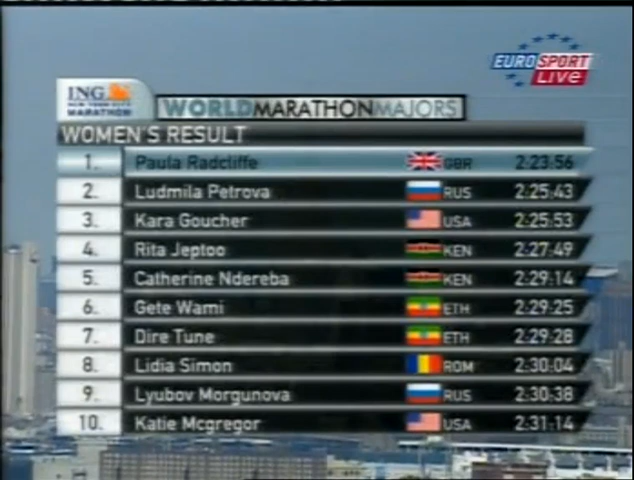 EUROSPORT
LIVE
ING
NEW YORK CITY
MARATHON
WORLDMARATHONMAJORS
WOMEN'S RESULT
1. Paula Radcliffe GBR 2:23:56
2. Ludmila Petrova RUS 2:25:43
3. Kara Goucher USA 2:25:53
4. Rita Jeptoo KEN 2:27:49
5. Catherine Ndereba KEN 2:29:14
6. Gete Wami ETH 2:29:25
7. Dire Tune ETH 2:29:28
8. Lidia Simon ROM 2:30:04
9. Lyubov Morgunova RUS 2:30:38
10. Katie Mcgregor USA 2:31:14